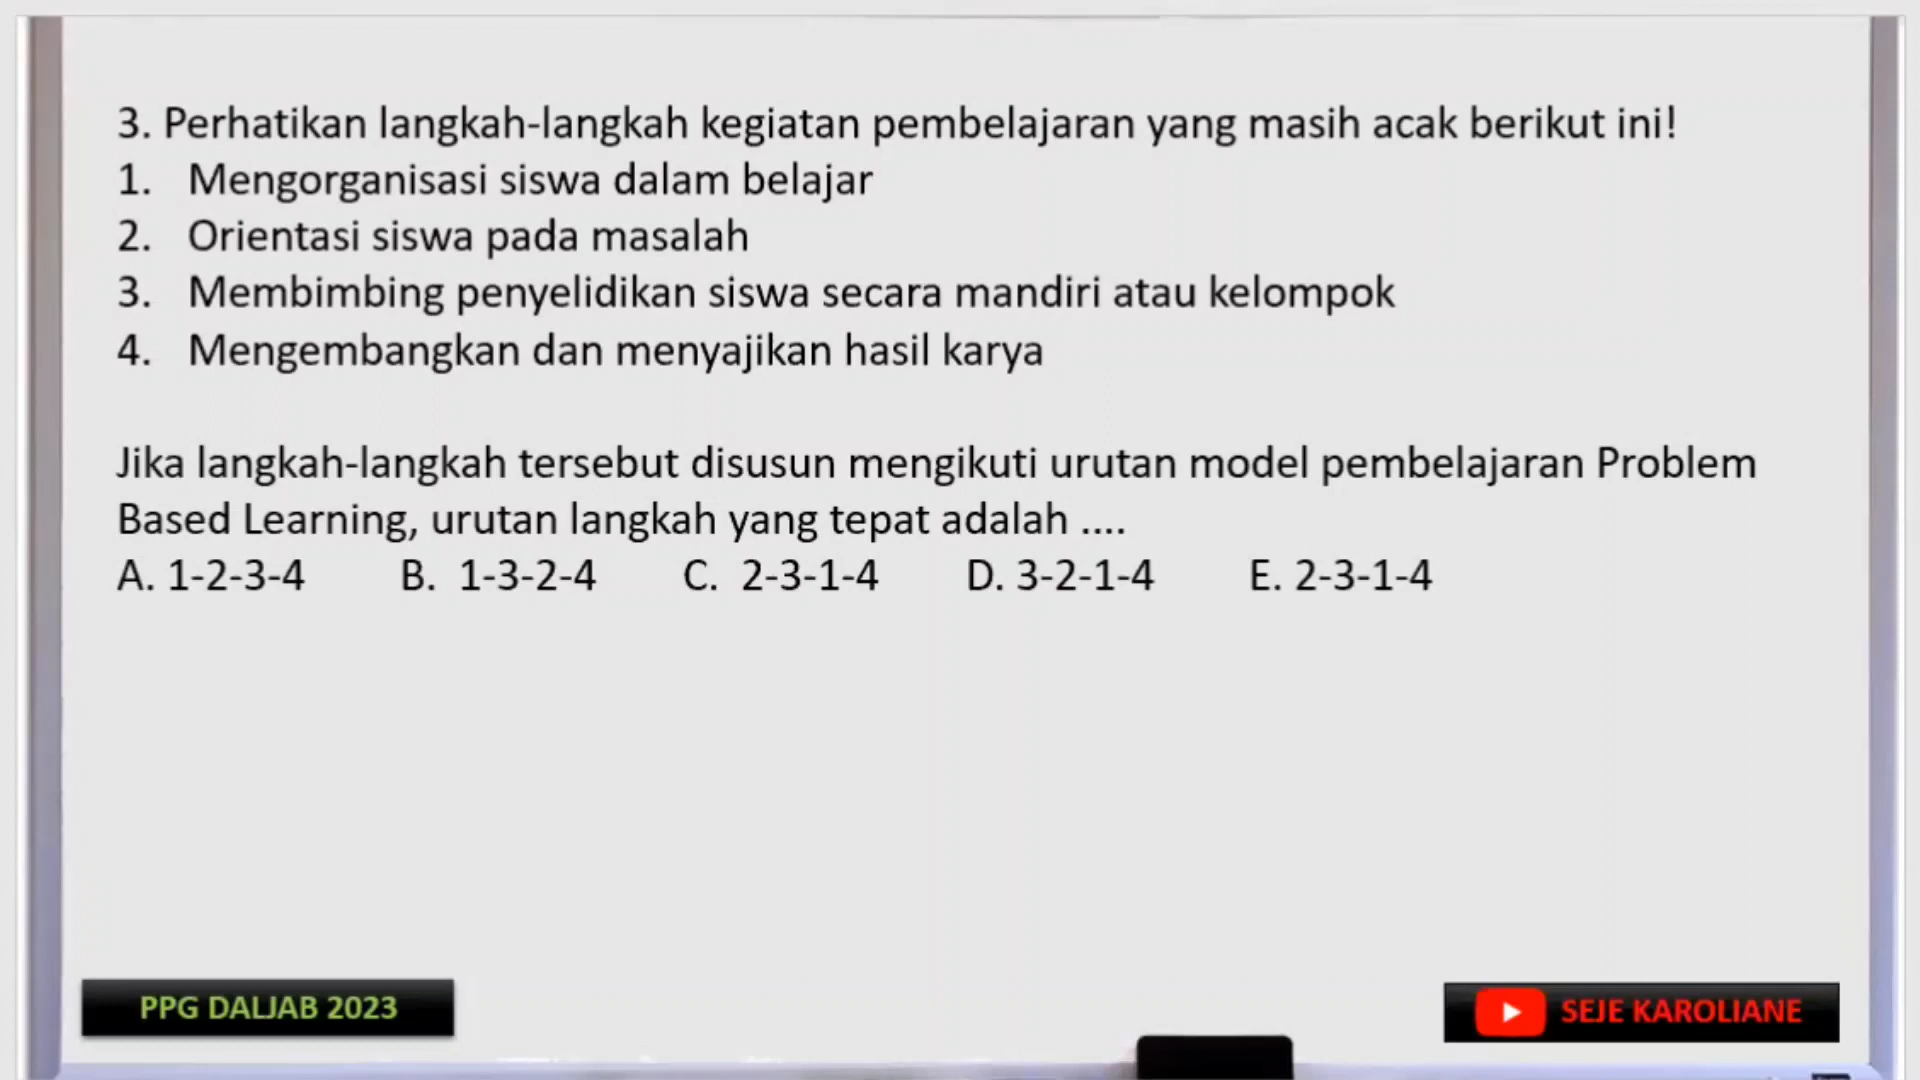 3. Perhatikan langkah-langkah kegiatan pembelajaran yang masih acak berikut ini!
1. Mengorganisasi siswa dalam belajar
2. Orientasi siswa pada masalah
3. Membimbing penyelidikan siswa secara mandiri atau kelompok
4. Mengembangkan dan menyajikan hasil karya
Jika langkah-langkah tersebut disusun mengikuti urutan model pembelajaran Problem
Based Learning, urutan langkah yang tepat adalah ....
A. 1-2-3-4 B. 1-3-2-4 C. 2-3-1-4 D. 3-2-1-4 E. 2-3-1-4
PPG DALJAB 2023
SEJE KAROLIANE